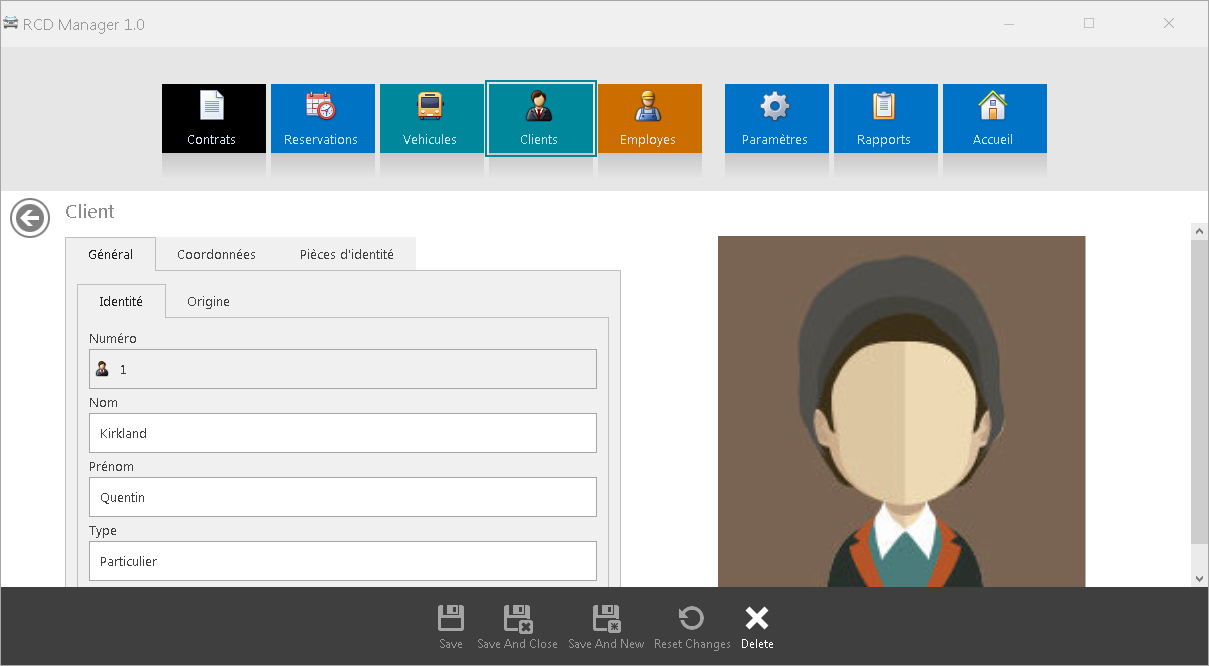 RCD Manager 1.0
Contrats Reservations Vehicules Clients Employes Paramètres Rapports Accueil
Client
Général Coordonnées Pièces d'identité
Identité Origine
Numéro
1
Nom
Kirkland
Prénom
Quentin
Type
Particulier
Save Save And Close Save And New Reset Changes Delete